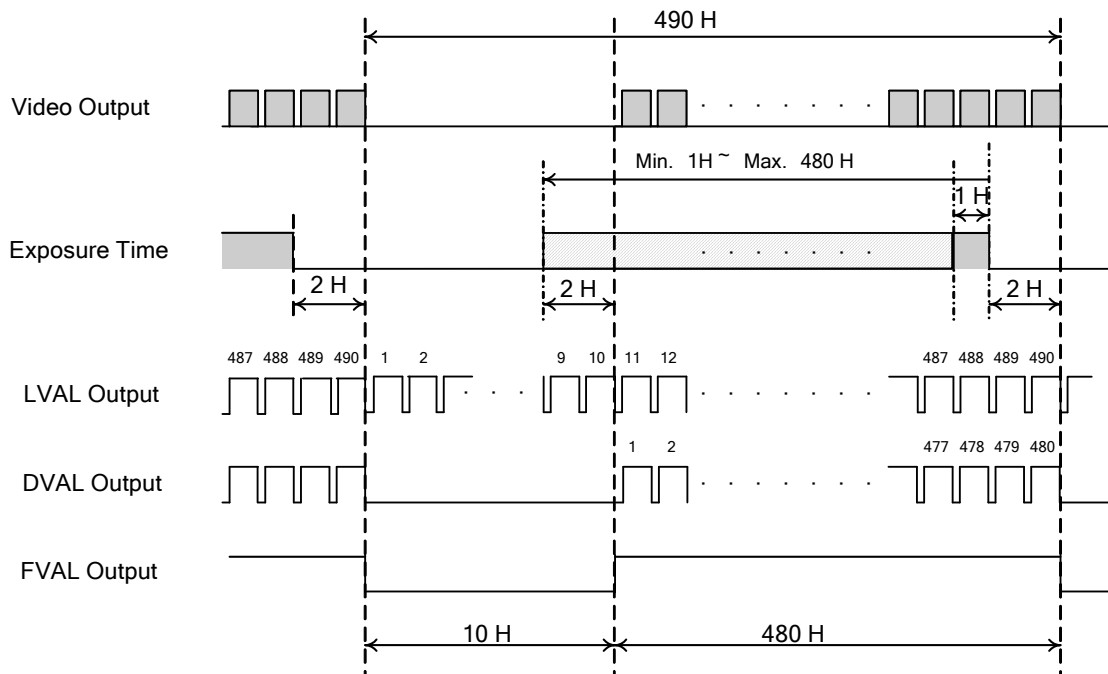 490 H
Video Output
Min. 1H ~ Max. 480 H
1 H
Exposure Time
2 H 2 H 2 H
487 488 489 490 1 2 9 10 11 12 487 488 489 490
LVAL Output
1 2 477 478 479 480
DVAL Output
FVAL Output
10 H 480 H